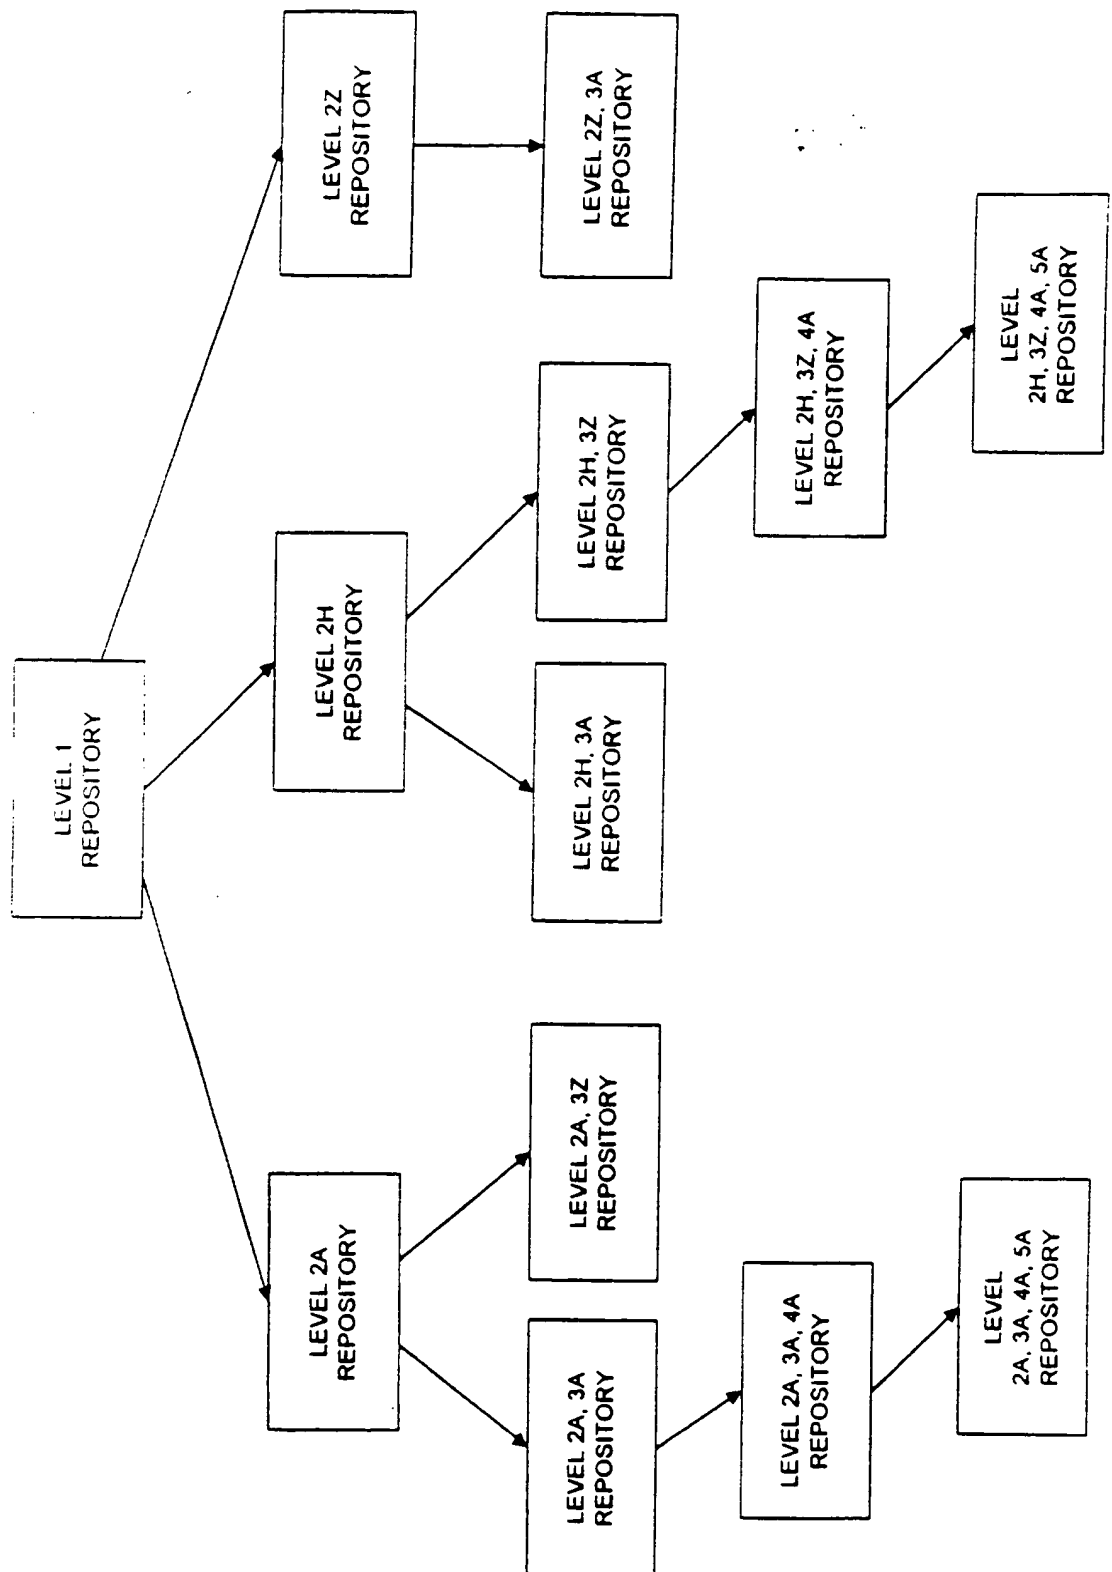 LEVEL 1
REPOSITORY
LEVEL 2A
REPOSITORY
LEVEL 2H
REPOSITORY
LEVEL 2Z
REPOSITORY
LEVEL 2A, 3A
REPOSITORY
LEVEL 2A, 3Z
REPOSITORY
LEVEL 2H, 3A
REPOSITORY
LEVEL 2H, 3Z
REPOSITORY
LEVEL 2Z, 3A
REPOSITORY
LEVEL 2A, 3A, 4A
REPOSITORY
LEVEL 2H, 3Z, 4A
REPOSITORY
LEVEL
2A, 3A, 4A, 5A
REPOSITORY
LEVEL
2H, 3Z, 4A, 5A
REPOSITORY